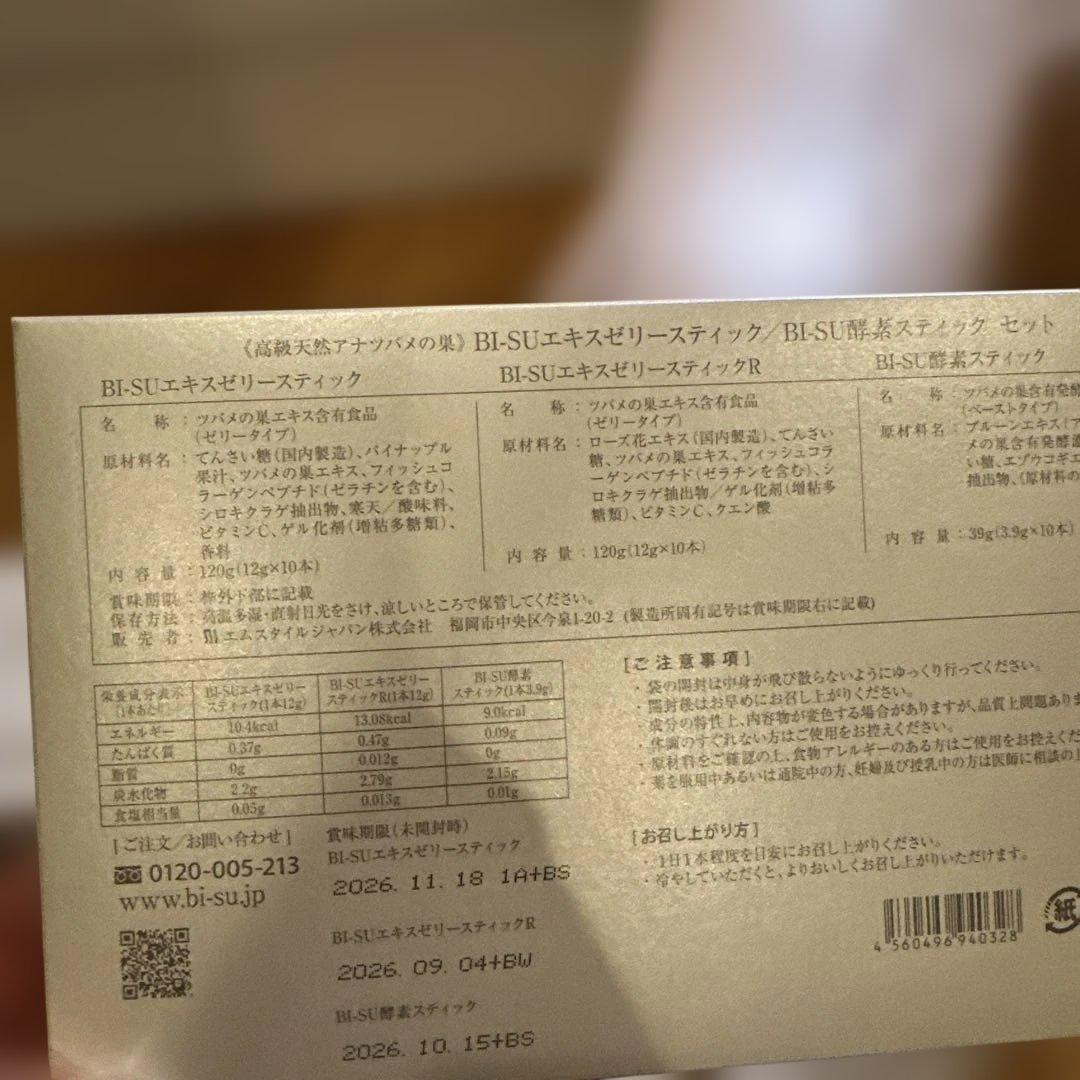 《高級天然アナツバメの巣》BI-SUエキスゼリースティック/BI-SU酵素スティック セット
BI-SUエキスゼリースティック
名称：ツバメの巣エキス含有食品
(ゼリータイプ)
原材料名：てんさい糖(国内製造)、パイナップル
果汁、ツバメの巣エキス、フィッシュコ
ラーゲンペプチド(ゼラチンを含む)、
シロキクラゲ抽出物、寒天/酸味料、
ビタミンC、ゲル化剤(増粘多糖類)、
香料
内容量：120g(12g×10本)
BI-SUエキスゼリースティックR
名称：ツバメの巣エキス含有食品
(ゼリータイプ)
原材料名：ローズ花エキス(国内製造)、てんさい
糖、ツバメの巣エキス、フィッシュコラ
ーゲンペプチド(ゼラチンを含む)、シ
ロキクラゲ抽出物/ゲル化剤(増粘多
糖類)、ビタミンC、クエン酸
内容量：120g(12g×10本)
BI-SU酵素スティック
名称：ツバメの巣含有発酵
(ペーストタイプ)
原材料名：プルーンエキス(ア
メの巣含有発酵
い糖、エゾウコギエ
抽出物、(原材料の
内容量：39g(3.9g×10本)
賞味期限：枠外下部に記載
保存方法：高温多湿・直射日光をさけ、涼しいところで保管してください。
販売者：エムスタイルジャパン株式会社 福岡市中央区今泉1-20-2 (製造所固有記号は賞味期限右に記載)
栄養成分表示(1本あたり) BI-SUエキスゼリースティック(1本12g) BI-SUエキスゼリースティックR(1本12g) BI-SU酵素スティック(1本3.9g)
エネルギー 10.4kcal 13.08kcal 9.0kcal
たんぱく質 0.37g 0.47g 0.09g
脂質 0g 0.012g 0g
炭水化物 2.2g 2.79g 2.15g
食塩相当量 0.05g 0.013g 0.01g
[ご注意事項]
・袋の開封は中身が飛び散らないようにゆっくり行ってください。
・開封後はお早めにお召し上がりください。
・成分の特性上、内容物が変色する場合がありますが、品質上問題ありま
・体調のすぐれない方はご使用をお控えください。
・原材料をご確認の上、食物アレルギーのある方はご使用をお控えくだ
・薬を服用中あるいは通院中の方、妊婦及び授乳中の方は医師に相談の上
[お召し上がり方]
・1日1本程度を目安にお召し上がりください。
・冷やしていただくと、よりおいしくお召し上がりいただけます。
[ご注文/お問い合わせ]
0120-005-213
www.bi-su.jp
賞味期限(未開封時)
BI-SUエキスゼリースティック
2026. 11. 18 1A+BS
BI-SUエキスゼリースティックR
2026. 09. 04+BW
BI-SU酵素スティック
2026. 10. 15+BS
4 560496 940328
紙